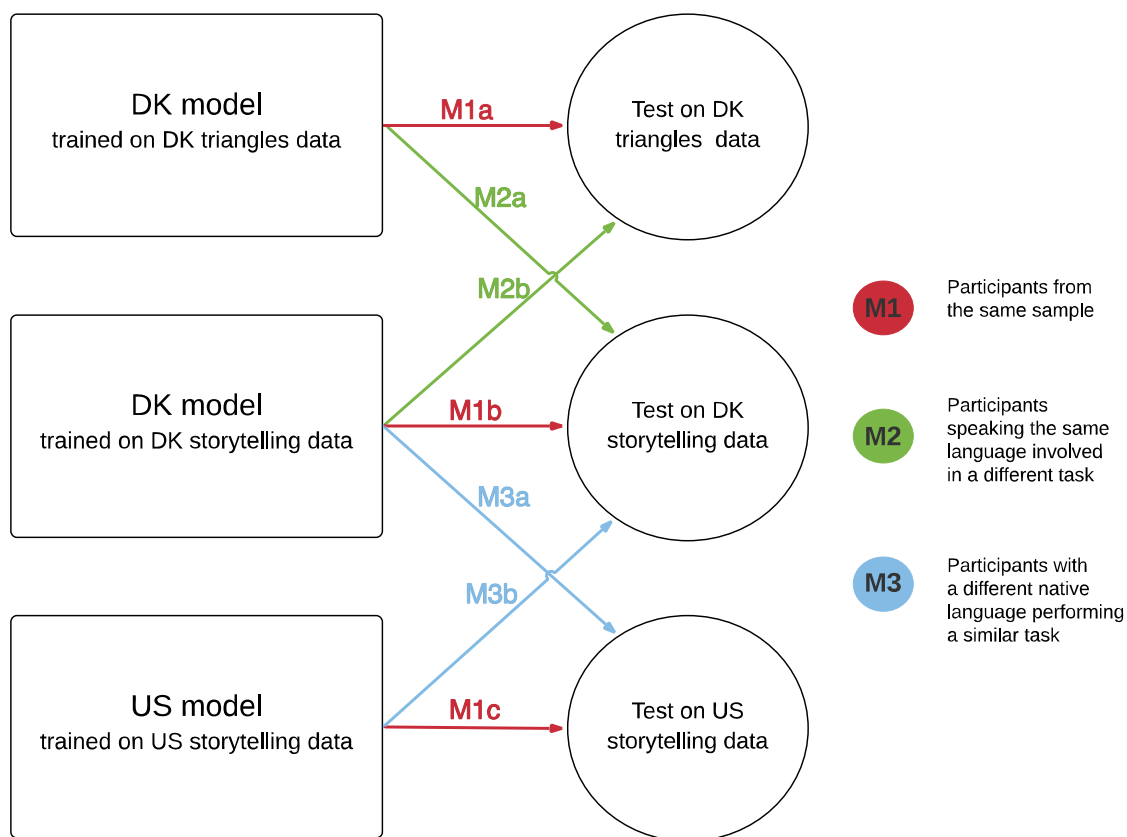 DK model
trained on DK triangles data
M1a
Test on DK
triangles data
M2a
M2b
DK model
trained on DK storytelling data
M1b
Test on DK
storytelling data
M3a
M3b
US model
trained on US storytelling data
M1c
Test on US
storytelling data
M1
Participants from
the same sample
M2
Participants
speaking the same
language involved
in a different task
M3
Participants with
a different native
language performing
a similar task